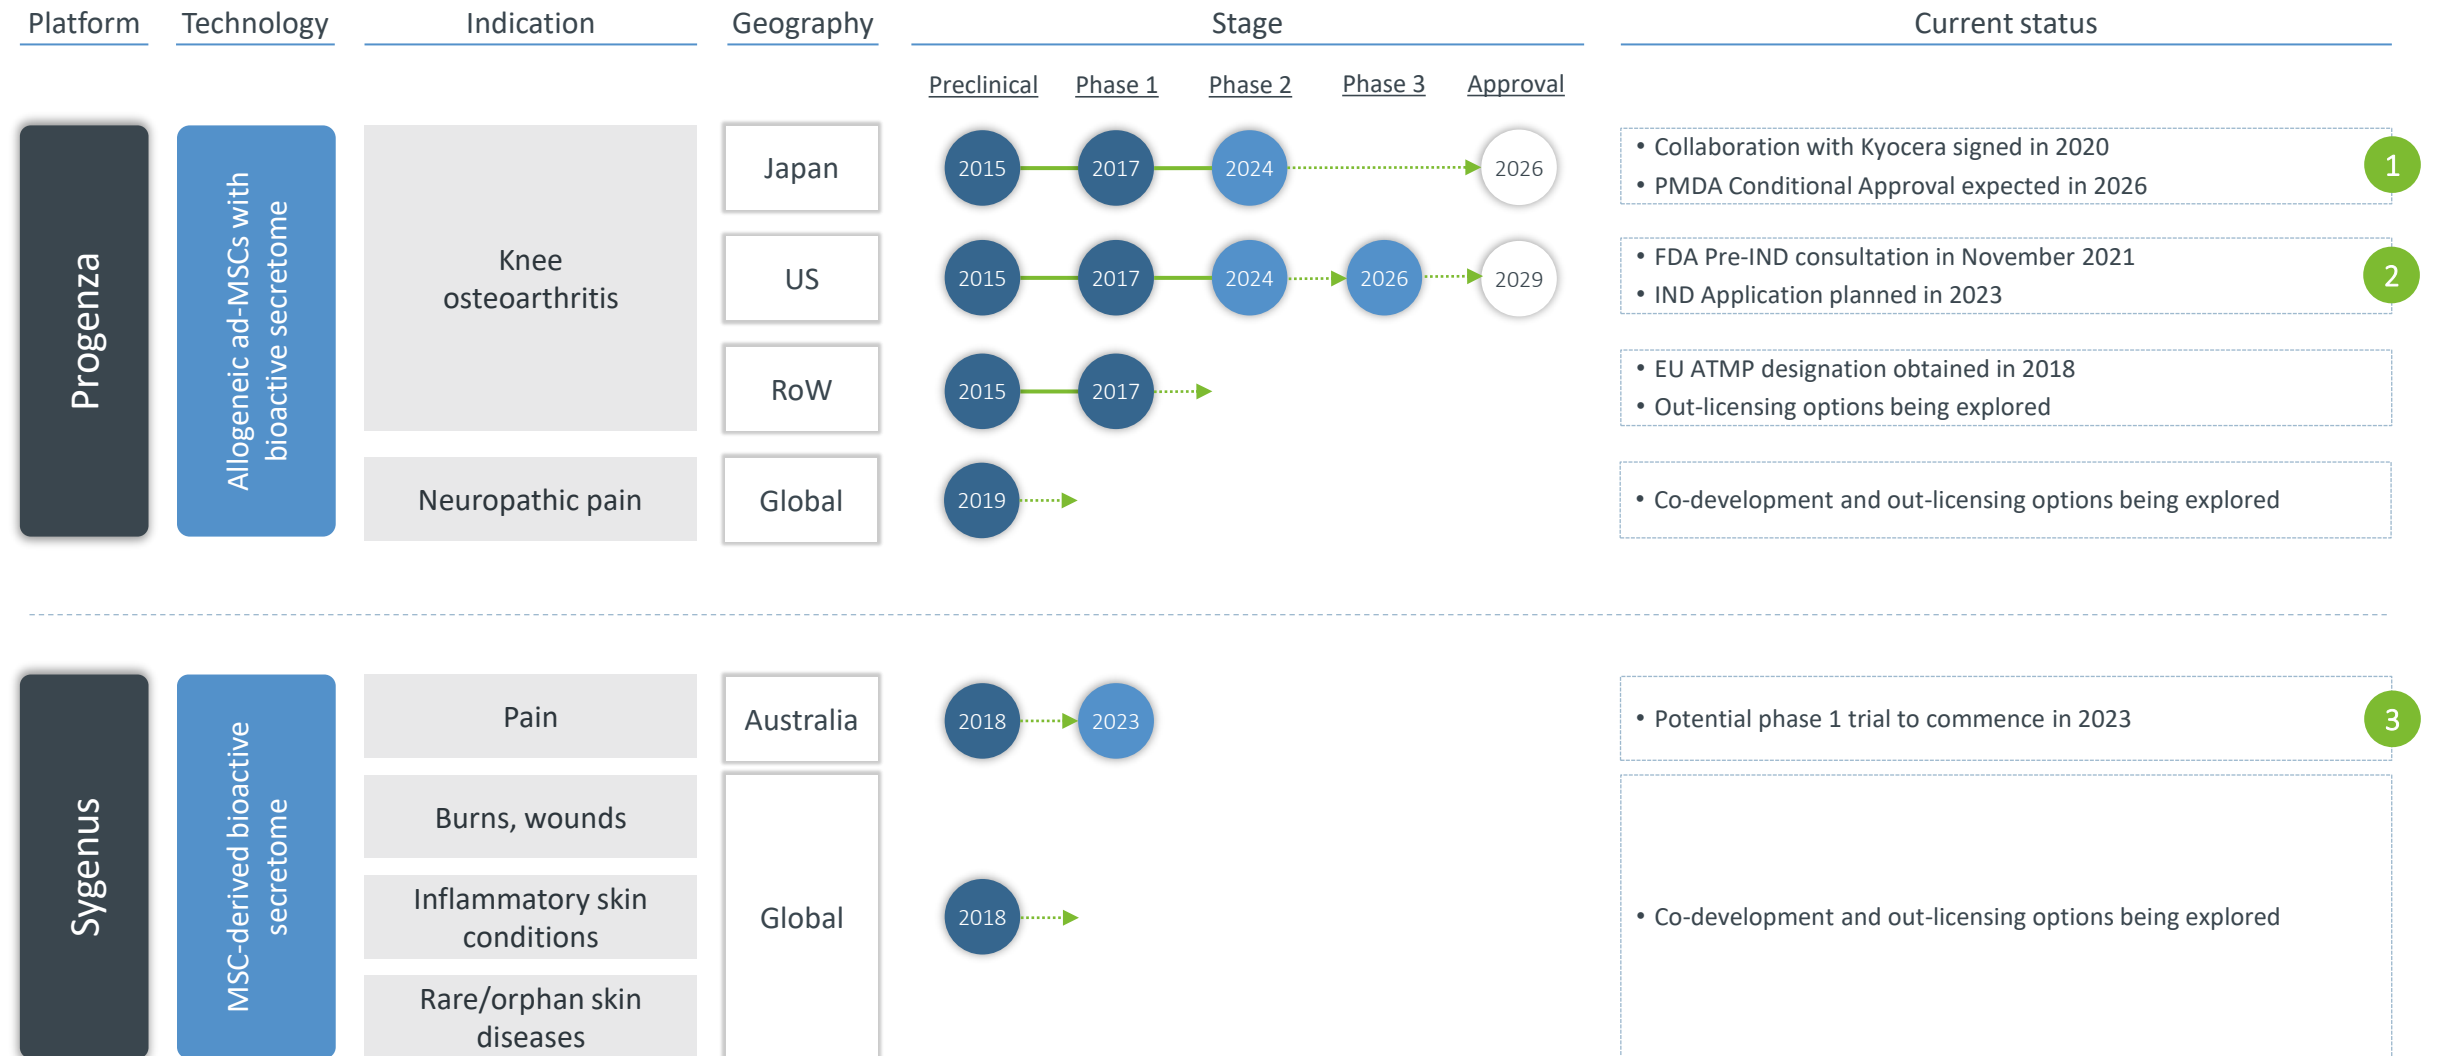 Platform
Technology
Indication
Geography
Stage
Current status
Preclinical
Phase 1
Phase 2
Phase 3
Approval
Progenza
Allogeneic ad-MSCs with
bioactive secretome
Knee
osteoarthritis
Japan
2015
2017
2024
2026
• Collaboration with Kyocera signed in 2020
• PMDA Conditional Approval expected in 2026
1
US
2015
2017
2024
2026
2029
• FDA Pre-IND consultation in November 2021
• IND Application planned in 2023
2
RoW
2015
2017
• EU ATMP designation obtained in 2018
• Out-licensing options being explored
Neuropathic pain
Global
2019
• Co-development and out-licensing options being explored
Sygenus
MSC-derived bioactive
secretome
Pain
Australia
2018
2023
• Potential phase 1 trial to commence in 2023
3
Burns, wounds
Inflammatory skin
conditions
Rare/orphan skin
diseases
Global
2018
• Co-development and out-licensing options being explored